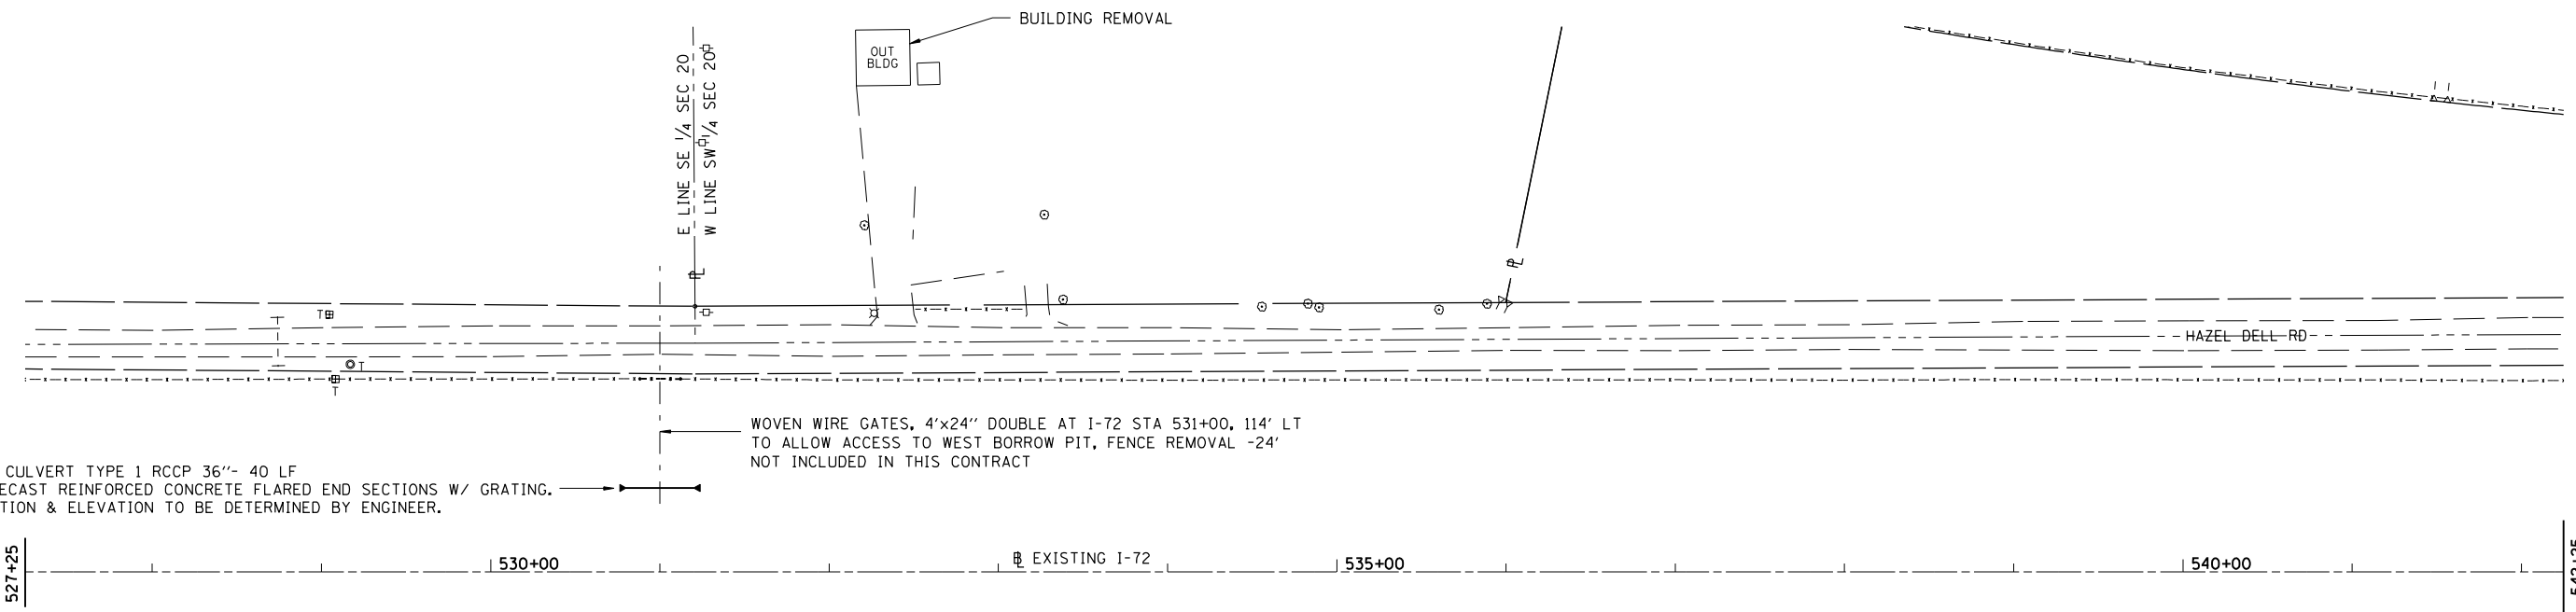 BUILDING REMOVAL
OUT
BLDG
E LINE SE 1/4 SEC 20
W LINE SW 1/4 SEC 20
PL
PL
T
T
T
HAZEL DELL RD
WOVEN WIRE GATES, 4'x24" DOUBLE AT I-72 STA 531+00, 114' LT
TO ALLOW ACCESS TO WEST BORROW PIT, FENCE REMOVAL -24'
NOT INCLUDED IN THIS CONTRACT
CULVERT TYPE 1 RCCP 36"- 40 LF
ECAST REINFORCED CONCRETE FLARED END SECTIONS W/ GRATING.
TION & ELEVATION TO BE DETERMINED BY ENGINEER.
527+25
530+00
BL EXISTING I-72
535+00
540+00